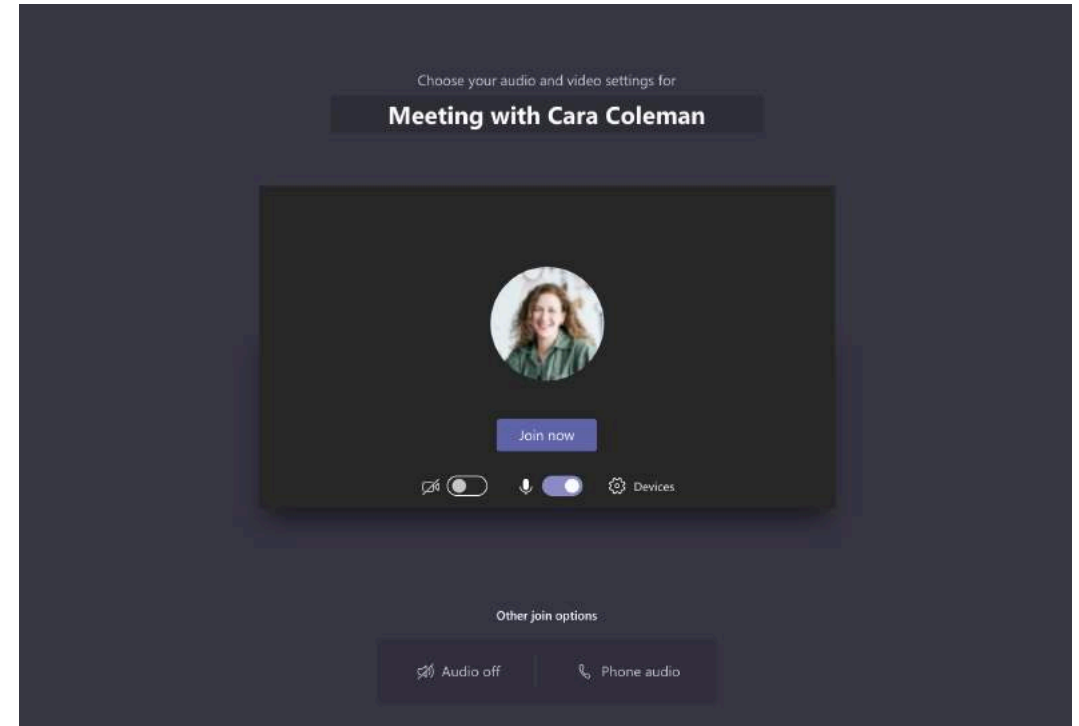 Choose your audio and video settings for
Meeting with Cara Coleman
Join now
Devices
Other join options
Audio off
Phone audio